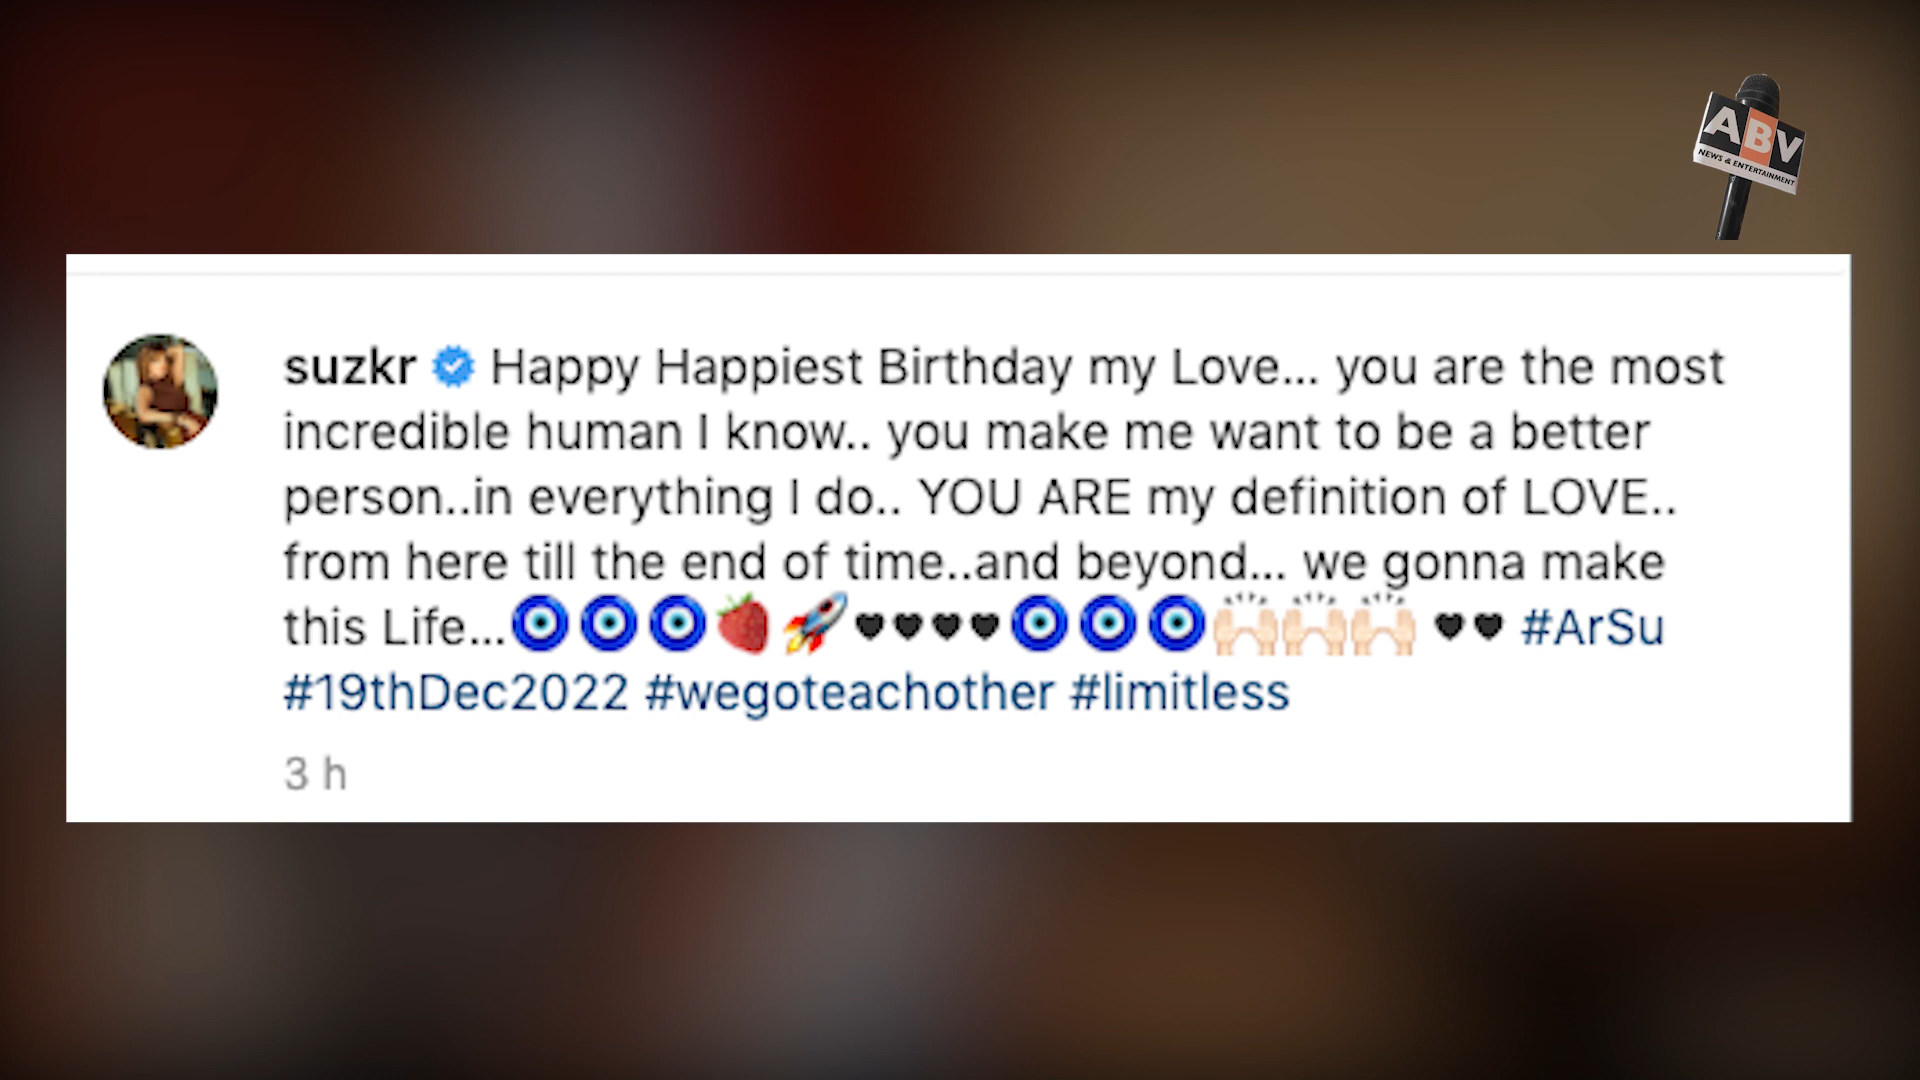 ABV
NEWS & ENTERTAINMENT
suzkr Happy Happiest Birthday my Love... you are the most
incredible human I know.. you make me want to be a better
person..in everything I do.. YOU ARE my definition of LOVE..
from here till the end of time..and beyond... we gonna make
this Life...🧿🧿🧿🍓🚀🖤🖤🖤🖤🧿🧿🧿🙌🏻🙌🏻🙌🏻 🖤🖤 #ArSu
#19thDec2022 #wegoteachother #limitless
3 h